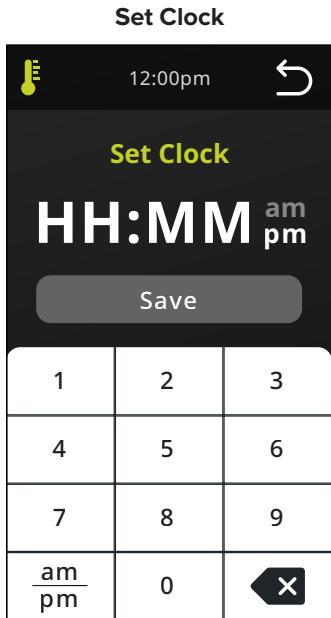 Set Clock
12:00pm
Set Clock
HH:MM am
pm
Save
1 2 3
4 5 6
7 8 9
am
pm 0